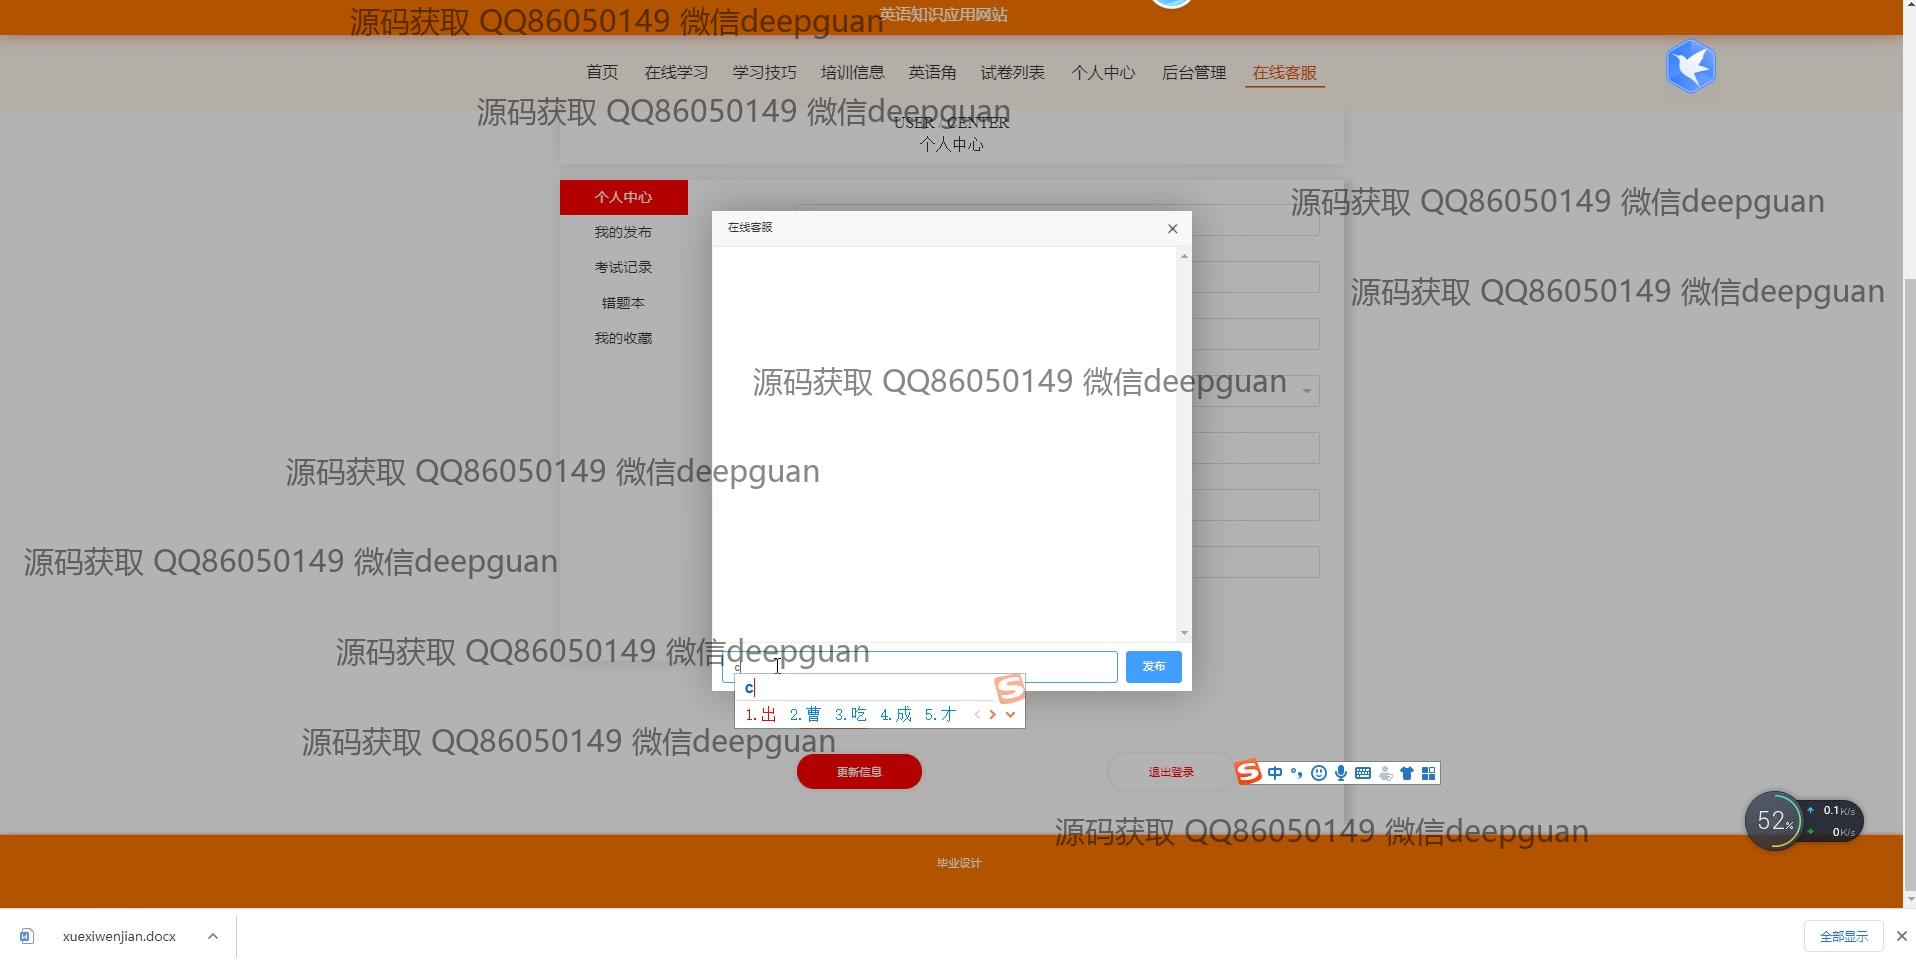 英语知识应用网站
源码获取 QQ86050149 微信deepguan
首页 在线学习 学习技巧 培训信息 英语角 试卷列表 个人中心 后台管理 在线客服
源码获取 QQ86050149 微信deepguan
USER / CENTER
个人中心
个人中心
源码获取 QQ86050149 微信deepguan
在线客服
我的发布
考试记录
源码获取 QQ86050149 微信deepguan
错题本
我的收藏
源码获取 QQ86050149 微信deepguan
源码获取 QQ86050149 微信deepguan
源码获取 QQ86050149 微信deepguan
源码获取 QQ86050149 微信deepguan
c
发布
c
1.出 2.曹 3.吃 4.成 5.才
源码获取 QQ86050149 微信deepguan
更新信息
退出登录
中
52%
0.1K/s
0K/s
源码获取 QQ86050149 微信deepguan
毕业设计
xuexiwenjian.docx
全部显示